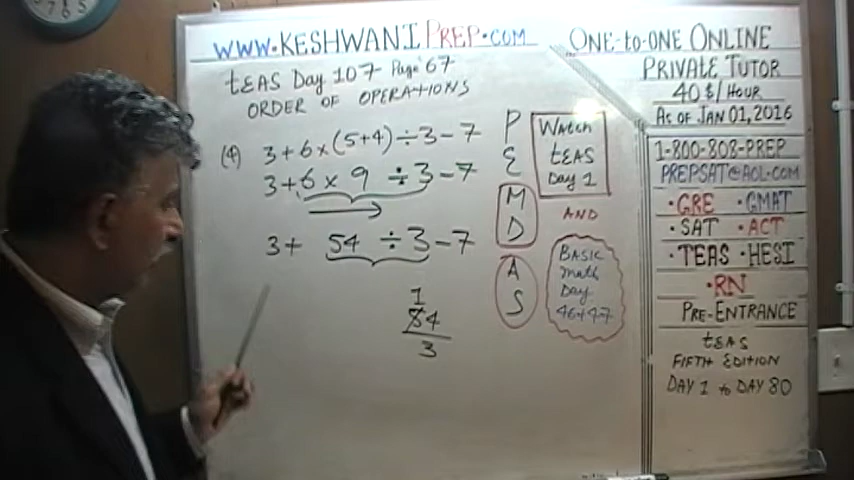 WWW.KESHWANIPREP.COM
TEAS Day 107 Page 67
ORDER OF OPERATIONS
(4) 3+6×(5+4)÷3-7
3+6×9÷3-7
3+ 54 ÷3-7
1
54
3
P
E
M
D
A
S
Watch
TEAS
Day 1
AND
BASIC
math
Day
46+47
ONE-to-ONE ONLINE
PRIVATE TUTOR
40$/HOUR
AS OF JAN 01,2016
1-800-808-PREP
PREPSAT@AOL.COM
•GRE •GMAT
•SAT •ACT
•TEAS •HESI
•RN
PRE-ENTRANCE
TEAS
FIFTH EDITION
DAY 1 to DAY 80